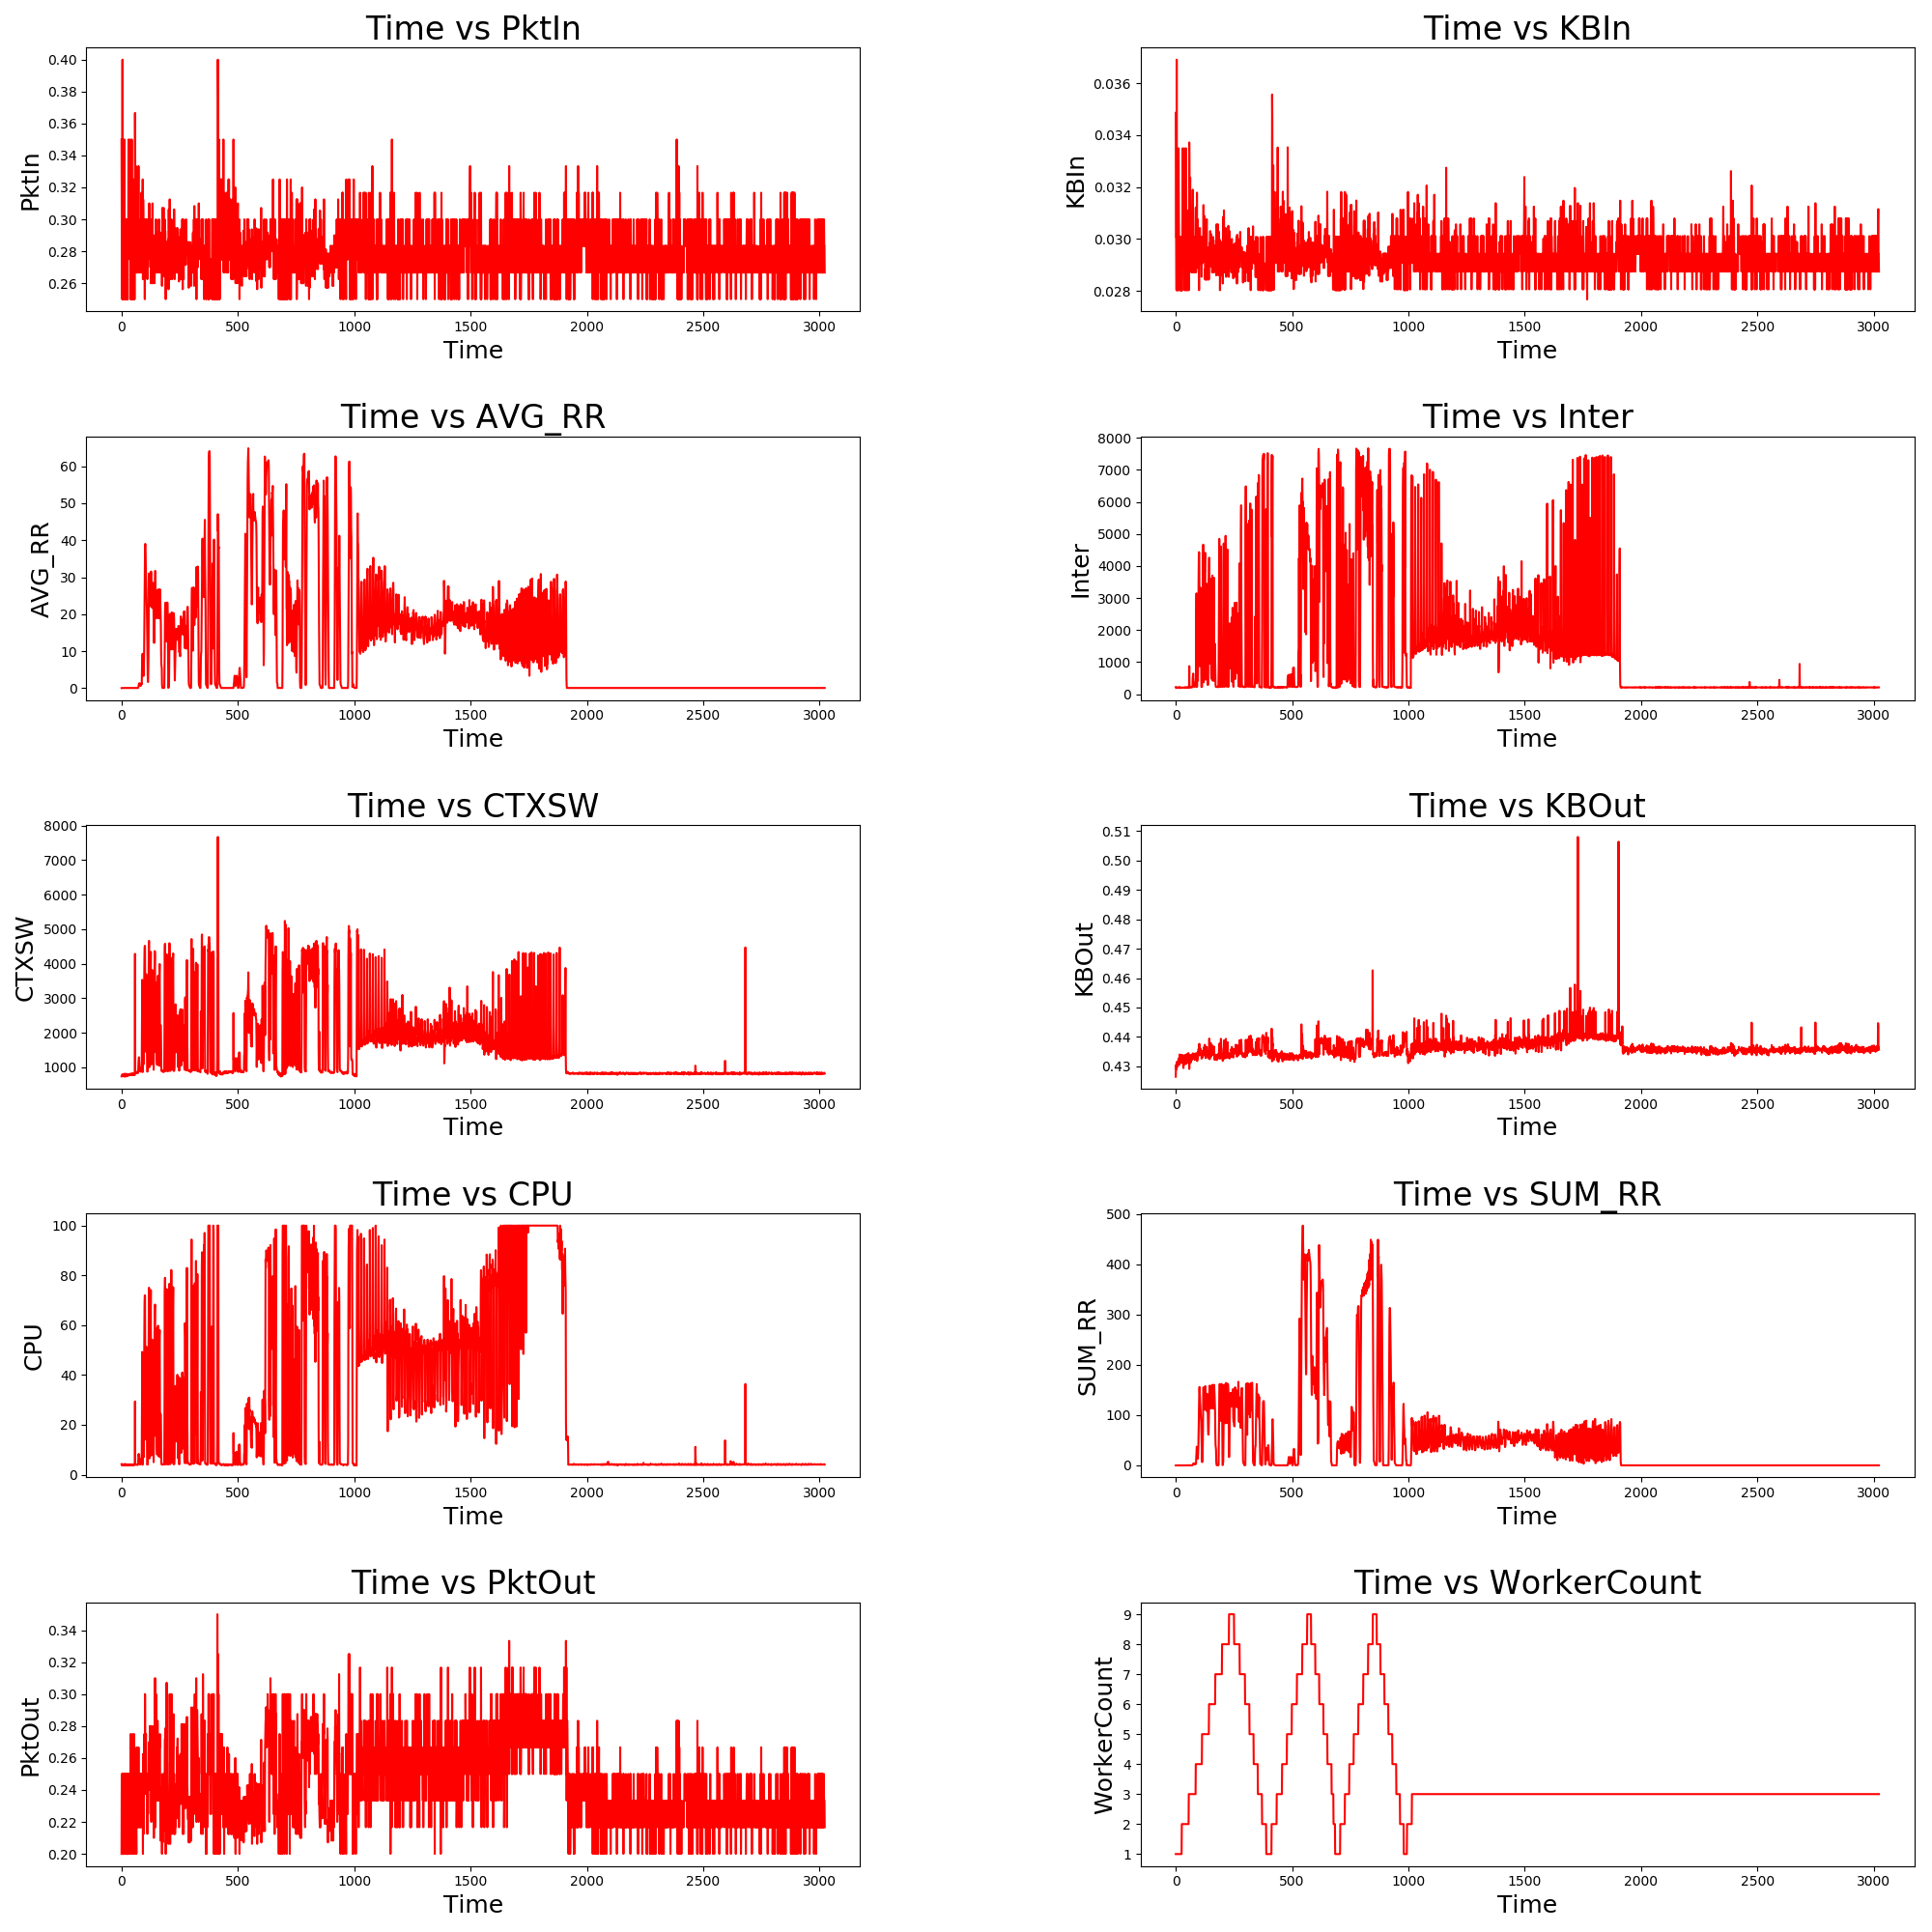 Time vs PktIn
PktIn
0.40
0.38
0.36
0.34
0.32
0.30
0.28
0.26
0 500 1000 1500 2000 2500 3000
Time
Time vs KBIn
KBIn
0.036
0.034
0.032
0.030
0.028
0 500 1000 1500 2000 2500 3000
Time
Time vs AVG_RR
AVG_RR
60
50
40
30
20
10
0
0 500 1000 1500 2000 2500 3000
Time
Time vs Inter
Inter
8000
7000
6000
5000
4000
3000
2000
1000
0
0 500 1000 1500 2000 2500 3000
Time
Time vs CTXSW
CTXSW
8000
7000
6000
5000
4000
3000
2000
1000
0 500 1000 1500 2000 2500 3000
Time
Time vs KBOut
KBOut
0.51
0.50
0.49
0.48
0.47
0.46
0.45
0.44
0.43
0 500 1000 1500 2000 2500 3000
Time
Time vs CPU
CPU
100
80
60
40
20
0
0 500 1000 1500 2000 2500 3000
Time
Time vs SUM_RR
SUM_RR
500
400
300
200
100
0
0 500 1000 1500 2000 2500 3000
Time
Time vs PktOut
PktOut
0.34
0.32
0.30
0.28
0.26
0.24
0.22
0.20
0 500 1000 1500 2000 2500 3000
Time
Time vs WorkerCount
WorkerCount
9
8
7
6
5
4
3
2
1
0 500 1000 1500 2000 2500 3000
Time